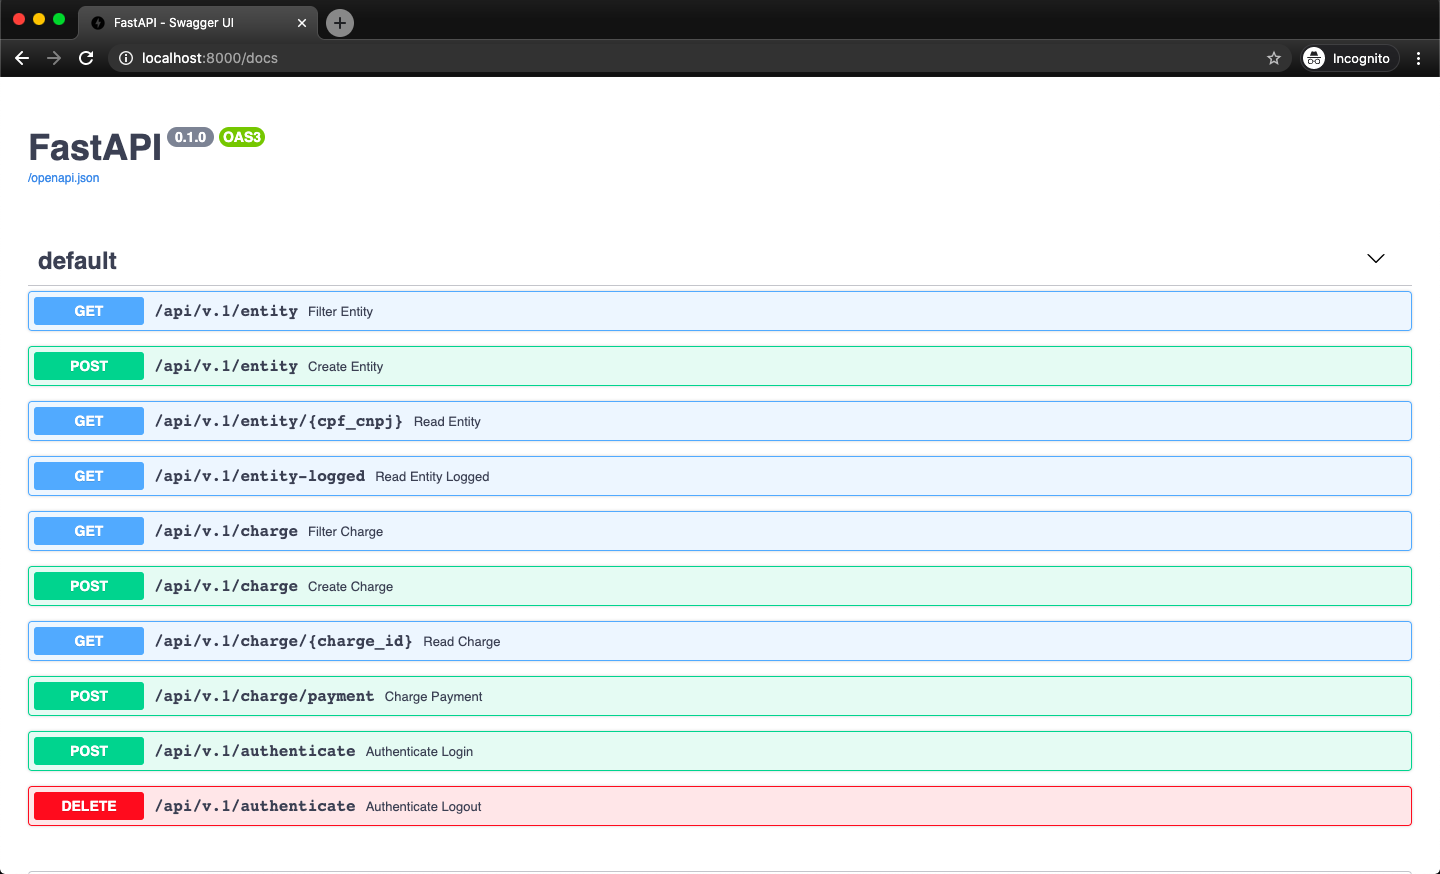 FastAPI - Swagger UI
localhost:8000/docs
Incognito
FastAPI 0.1.0 OAS3
/openapi.json
default
GET /api/v.1/entity Filter Entity
POST /api/v.1/entity Create Entity
GET /api/v.1/entity/{cpf_cnpj} Read Entity
GET /api/v.1/entity-logged Read Entity Logged
GET /api/v.1/charge Filter Charge
POST /api/v.1/charge Create Charge
GET /api/v.1/charge/{charge_id} Read Charge
POST /api/v.1/charge/payment Charge Payment
POST /api/v.1/authenticate Authenticate Login
DELETE /api/v.1/authenticate Authenticate Logout